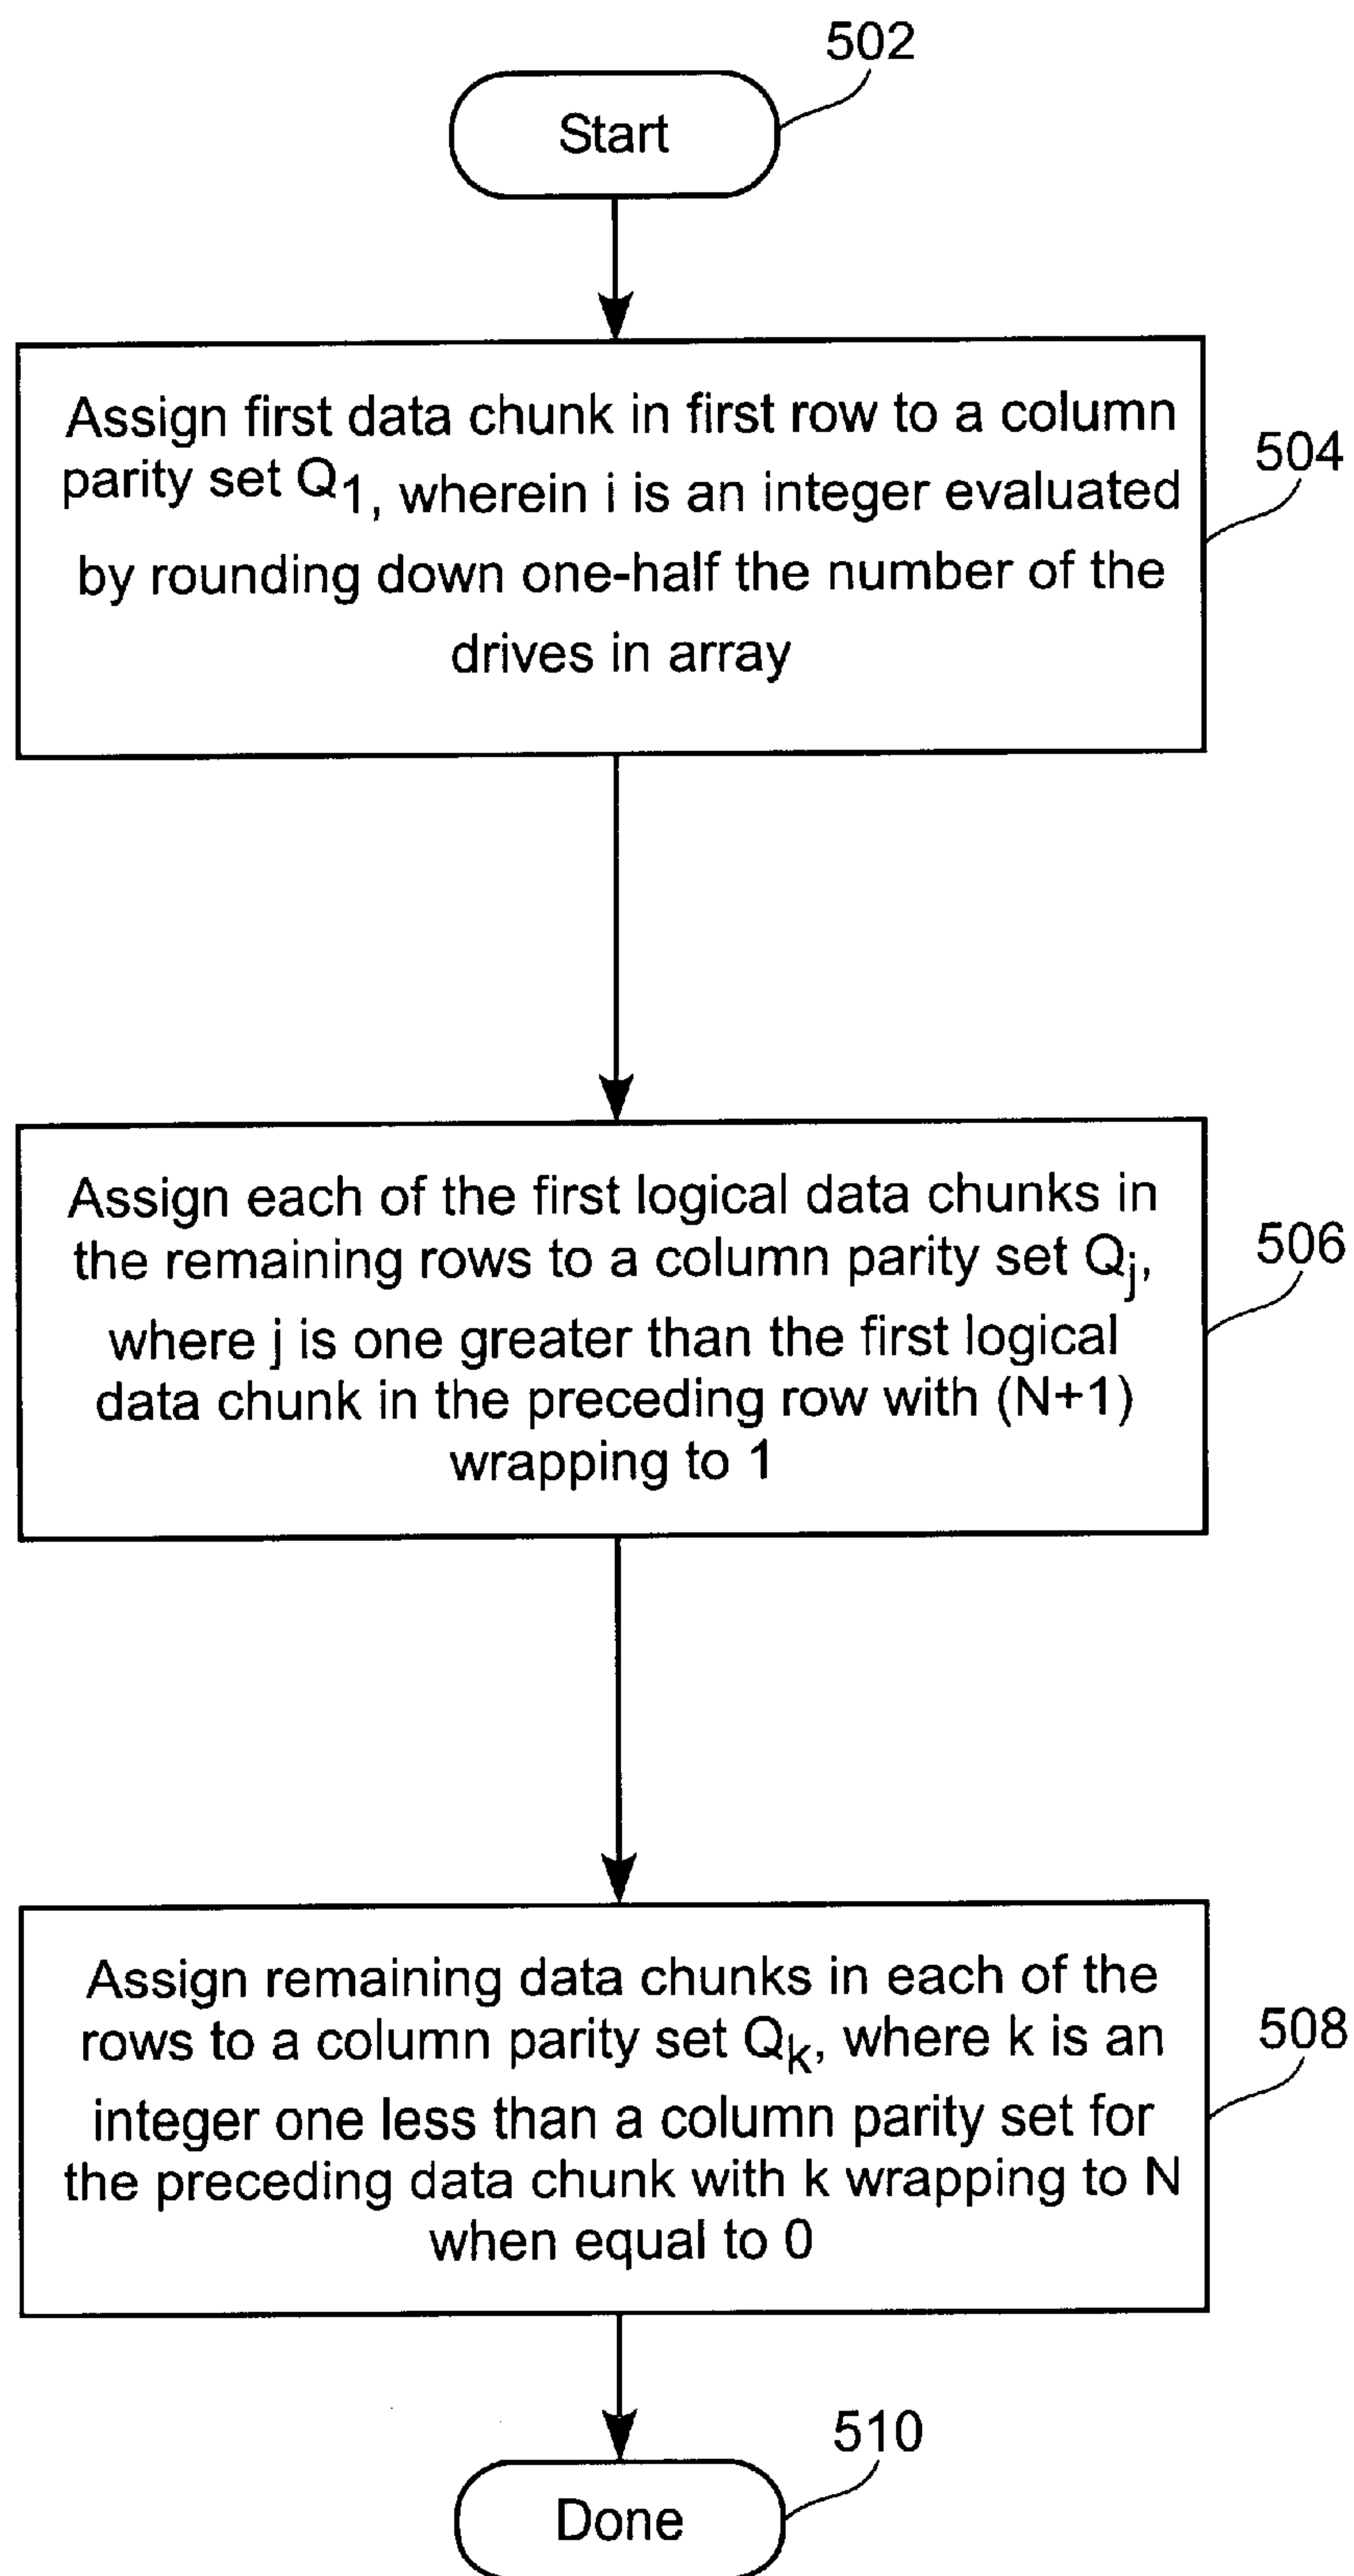 502
Start
Assign first data chunk in first row to a column
parity set Q1, wherein i is an integer evaluated
by rounding down one-half the number of the
drives in array
504
Assign each of the first logical data chunks in
the remaining rows to a column parity set Qj,
where j is one greater than the first logical
data chunk in the preceding row with (N+1)
wrapping to 1
506
Assign remaining data chunks in each of the
rows to a column parity set Qk, where k is an
integer one less than a column parity set for
the preceding data chunk with k wrapping to N
when equal to 0
508
510
Done